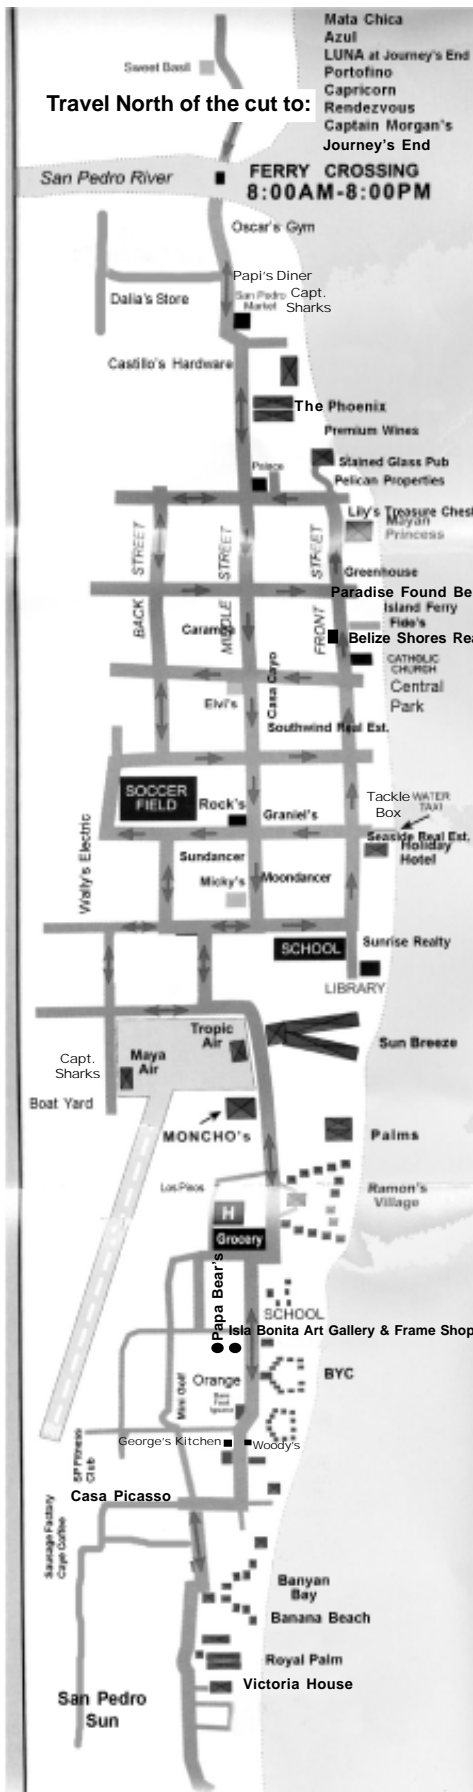 Mata Chica
Azul
LUNA at Journey's End
Portofino
Capricorn
Rendezvous
Captain Morgan's
Journey's End
Sweet Basil
Travel North of the cut to:
San Pedro River
FERRY CROSSING
8:00AM-8:00PM
Oscar's Gym
Papi's Diner
Dalia's Store
San Pedro
Market
Capt.
Sharks
Castillo's Hardware
The Phoenix
Premium Wines
Palace
Stained Glass Pub
Pelican Properties
Lily's Treasure Chest
Mayan
Princess
BACK STREET
MIDDLE STREET
FRONT STREET
Greenhouse
Paradise Found Be
Island Ferry
Fido's
Caramba
Belize Shores Rea
CATHOLIC
CHURCH
Central
Park
Casa Cayo
Elvi's
Southwind Real Est.
SOCCER
FIELD
Rock's
Graniel's
Tackle
Box
WATER
TAXI
Seaside Real Est.
Holiday
Hotel
Wally's Electric
Sundancer
Micky's
Moondancer
SCHOOL
Sunrise Realty
LIBRARY
Tropic
Air
Maya
Air
Capt.
Sharks
Sun Breeze
Boat Yard
MONCHO's
Palms
Los Pinos
Ramon's
Village
H
Grocery
Papa Bear's
SCHOOL
Isla Bonita Art Gallery & Frame Shop
BYC
Mini Golf
Orange
George's Kitchen
Woody's
SP Fitness
Club
Casa Picasso
Sausage Factory
Caye Coffee
Banyan
Bay
Banana Beach
Royal Palm
Victoria House
San Pedro
Sun